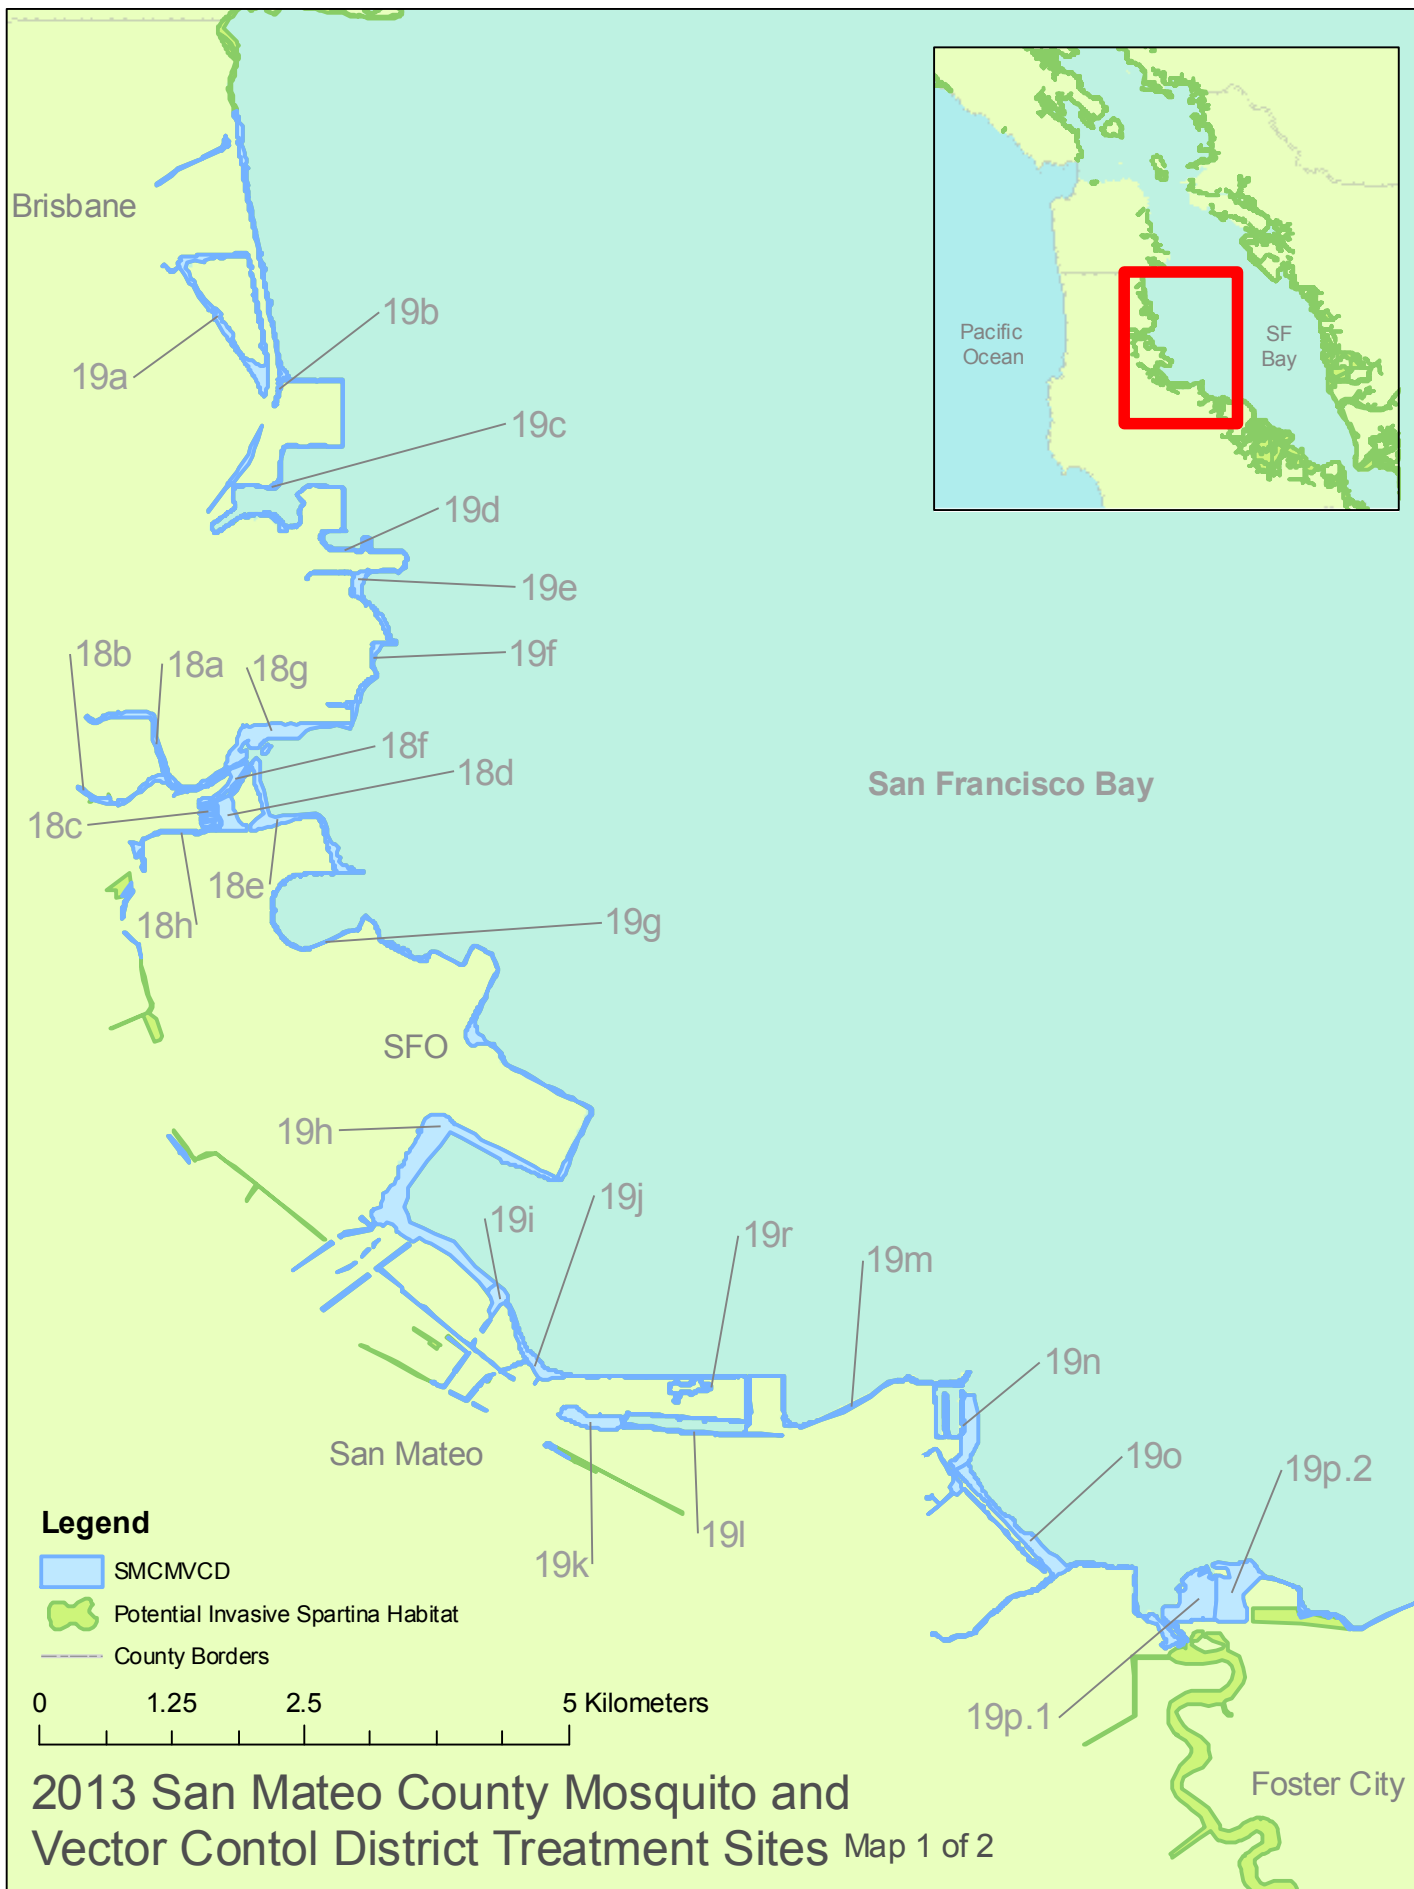 Brisbane
Pacific
Ocean
SF
Bay
19b
19a
19c
19d
19e
19f
18b
18a
18g
18f
18d
San Francisco Bay
18c
18e
18h
19g
SFO
19h
19j
19i
19r
19m
19n
San Mateo
19o
19p.2
19l
19k
19p.1
Foster City
Legend
SMCMVCD
Potential Invasive Spartina Habitat
County Borders
0 1.25 2.5 5 Kilometers
2013 San Mateo County Mosquito and
Vector Contol District Treatment Sites Map 1 of 2